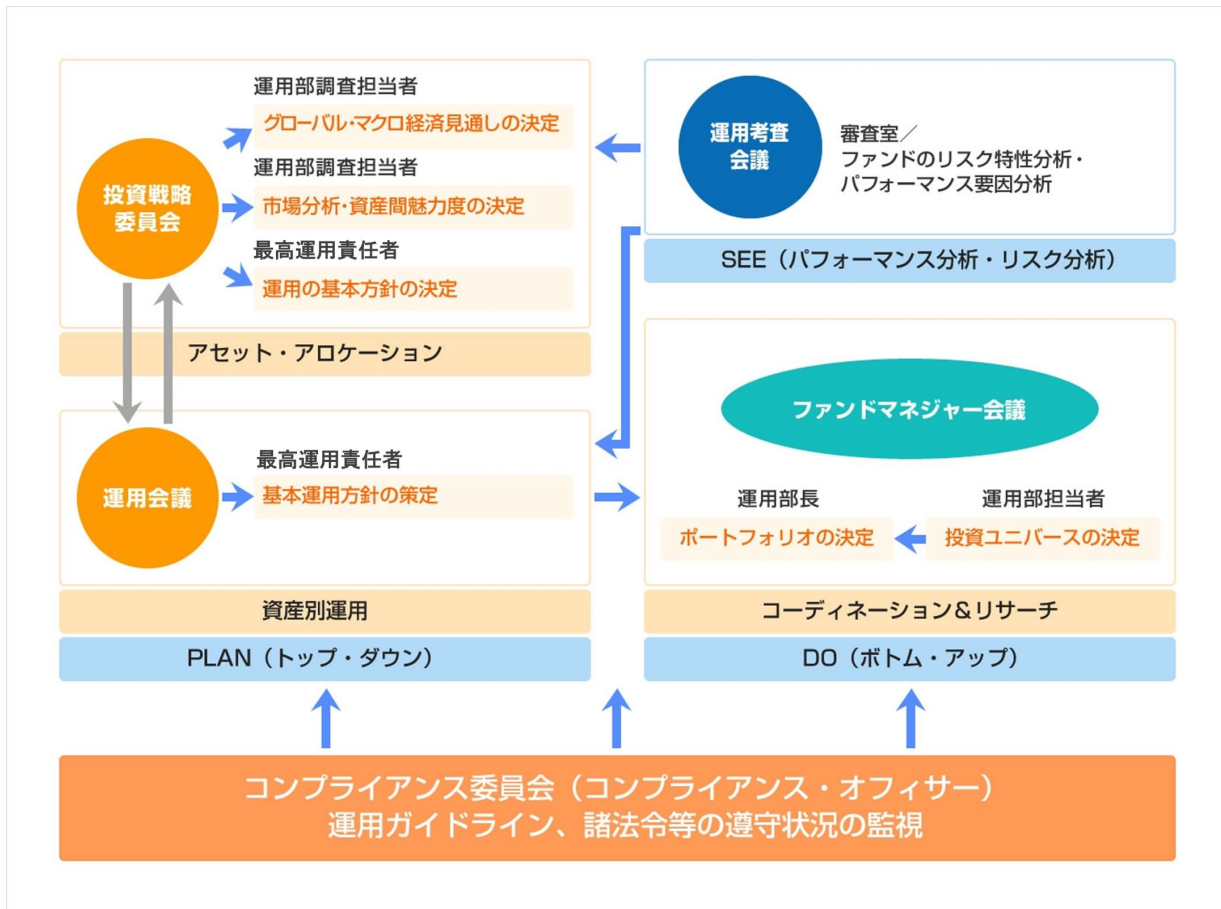 運用部調査担当者
グローバル・マクロ経済見通しの決定
投資戦略
委員会
運用部調査担当者
市場分析・資産間魅力度の決定
最高運用責任者
運用の基本方針の決定
アセット・アロケーション
運用会議
最高運用責任者
基本運用方針の策定
資産別運用
PLAN（トップ・ダウン）
運用考査
会議
審査室／
ファンドのリスク特性分析・
パフォーマンス要因分析
SEE（パフォーマンス分析・リスク分析）
ファンドマネジャー会議
運用部長
ポートフォリオの決定
運用部担当者
投資ユニバースの決定
コーディネーション＆リサーチ
DO（ボトム・アップ）
コンプライアンス委員会（コンプライアンス・オフィサー）
運用ガイドライン、諸法令等の遵守状況の監視